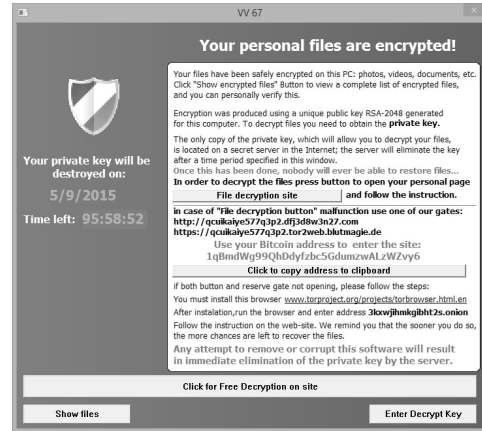 VV 67
×
Your personal files are encrypted!
Your files have been safely encrypted on this PC: photos, videos, documents, etc.
Click "Show encrypted files" Button to view a complete list of encrypted files,
and you can personally verify this.
Encryption was produced using a unique public key RSA-2048 generated
for this computer. To decrypt files you need to obtain the private key.
The only copy of the private key, which will allow you to decrypt your files,
is located on a secret server in the Internet; the server will eliminate the key
after a time period specified in this window.
Once this has been done, nobody will ever be able to restore files...
In order to decrypt the files press button to open your personal page
File decryption site and follow the instruction.
in case of "File decryption button" malfunction use one of our gates:
http://qcuikaiye577q3p2.dfj3d8w3n27.com
https://qcuikaiye577q3p2.tor2web.blutmagie.de
Use your Bitcoin address to enter the site:
1qBmdWg99QhDdyfzbc5GdumzwALzWZvy6
Click to copy address to clipboard
if both button and reserve gate not opening, please follow the steps:
You must install this browser www.torproject.org/projects/torbrowser.html.en
After instalation,run the browser and enter address 3kxwjihmkgibht2s.onion
Follow the instruction on the web-site. We remind you that the sooner you do so,
the more chances are left to recover the files.
Any attempt to remove or corrupt this software will result
in immediate elimination of the private key by the server.
Your private key will be
destroyed on:
5/9/2015
Time left: 95:58:52
Click for Free Decryption on site
Show files
Enter Decrypt Key